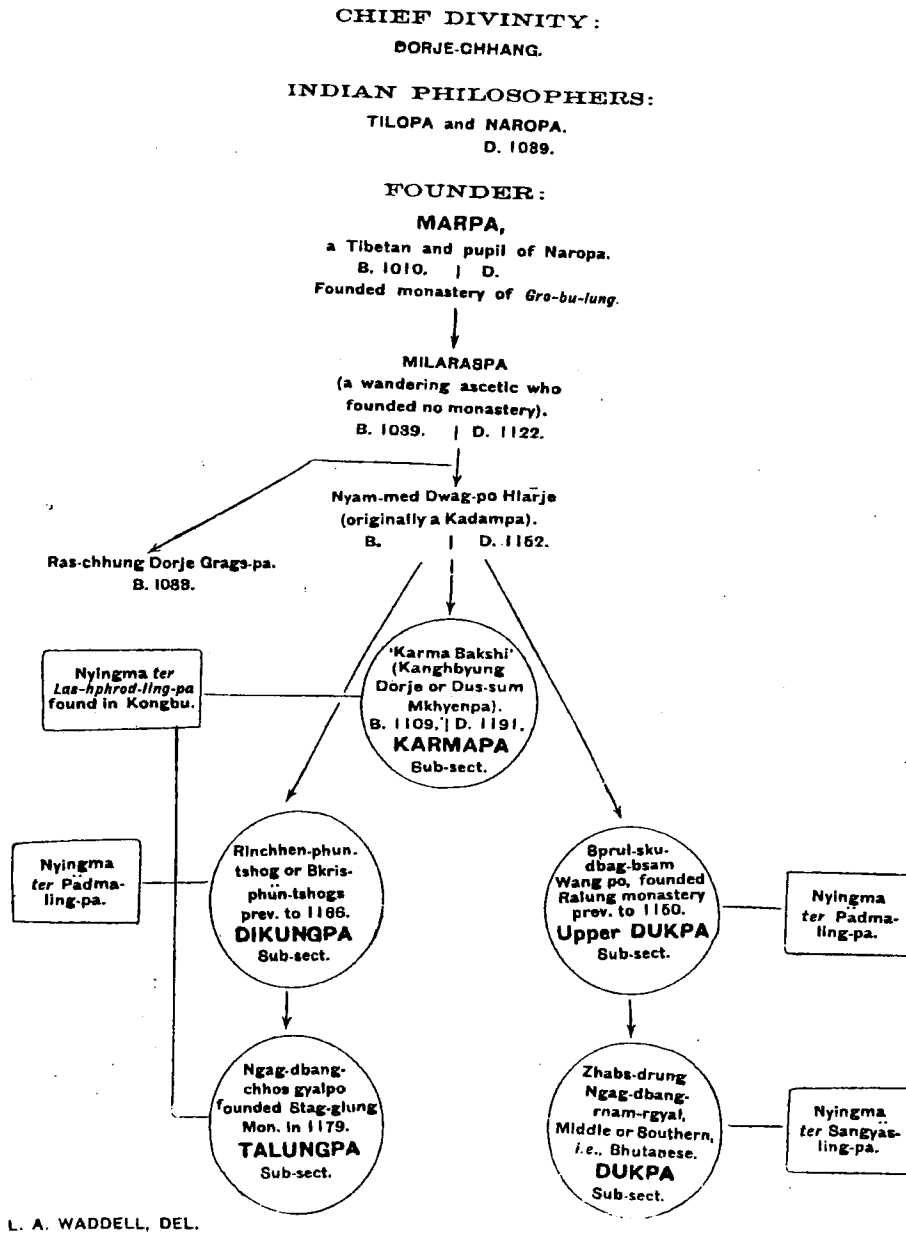 CHIEF DIVINITY:
DORJE-CHHANG.
INDIAN PHILOSOPHERS:
TILOPA and NAROPA.
D. 1089.
FOUNDER:
MARPA,
a Tibetan and pupil of Naropa.
B. 1010. | D.
Founded monastery of Gro-bu-lung.
MILARASPA
(a wandering ascetic who
founded no monastery).
B. 1039. | D. 1122.
Nyam-med Dwag-po Hlārje
(originally a Kadampa).
B. | D. 1152.
Ras-chhung Dorje Grags-pa.
B. 1083.
Nyingma ter
Las-hphrod-ling-pa
found in Kongbu.
'Karma Bakshi'
(Kanghbyung
Dorje or Dus-sum
Mkhyenpa).
B. 1109, | D. 1191.
KARMAPA
Sub-sect.
Nyingma
ter Pädma-
ling-pa.
Rinchhen-phun-
tshog or Bkris-
phün-tshogs
prev. to 1166.
DIKUNGPA
Sub-sect.
Sprul-sku-
dbag-bsam
Wang po, founded
Ralung monastery
prev. to 1150.
Upper DUKPA
Sub-sect.
Nyingma
ter Pädma-
ling-pa.
Ngag-dbang-
chhos gyalpo
founded Stag-glung
Mon. in 1179.
TALUNGPA
Sub-sect.
Zhabs-drung
Ngag-dbang-
rnam-rgyal,
Middle or Southern,
i.e., Bhutanese.
DUKPA
Sub-sect.
Nyingma
ter Sangyäs-
ling-pa.
L. A. WADDELL, DEL.